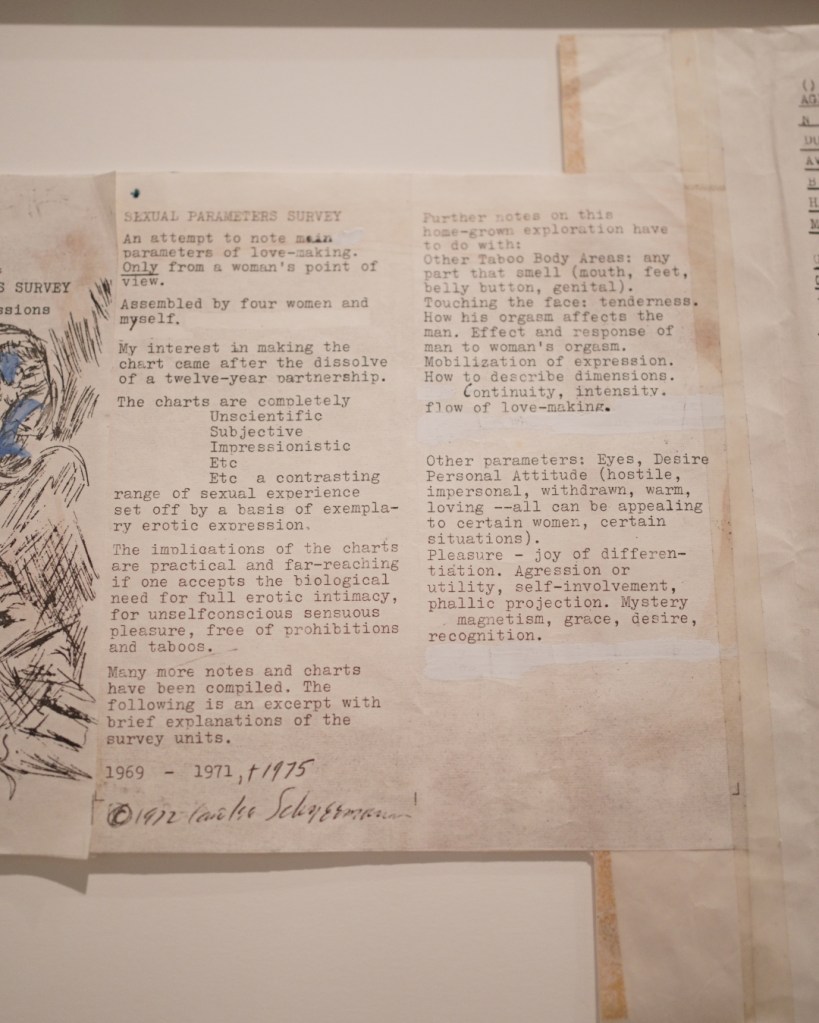 S SURVEY
ssions
SEXUAL PARAMETERS SURVEY
An attempt to note main
parameters of love-making.
Only from a woman's point of
view.
Assembled by four women and
myself.
My interest in making the
chart came after the dissolve
of a twelve-year partnership.
The charts are completely
Unscientific
Subjective
Impressionistic
Etc
Etc a contrasting
range of sexual experience
set off by a basis of exempla-
ry erotic expression.
The implications of the charts
are practical and far-reaching
if one accepts the biological
need for full erotic intimacy,
for unselfconscious sensuous
pleasure, free of prohibitions
and taboos.
Many more notes and charts
have been compiled. The
following is an excerpt with
brief explanations of the
survey units.
1969 - 1971, + 1975
© 1972 Carolee Schneemann
Further notes on this
home-grown exploration have
to do with:
Other Taboo Body Areas: any
part that smell (mouth, feet,
belly button, genital).
Touching the face: tenderness.
How his orgasm affects the
man. Effect and response of
man to woman's orgasm.
Mobilization of expression.
How to describe dimensions.
Continuity, intensity.
flow of love-making.
Other parameters: Eyes, Desire
Personal Attitude (hostile,
impersonal, withdrawn, warm,
loving --all can be appealing
to certain women, certain
situations).
Pleasure - joy of differen-
tiation. Agression or
utility, self-involvement,
phallic projection. Mystery
magnetism, grace, desire,
recognition.
()
AG
N
DU
AV
H
H
M